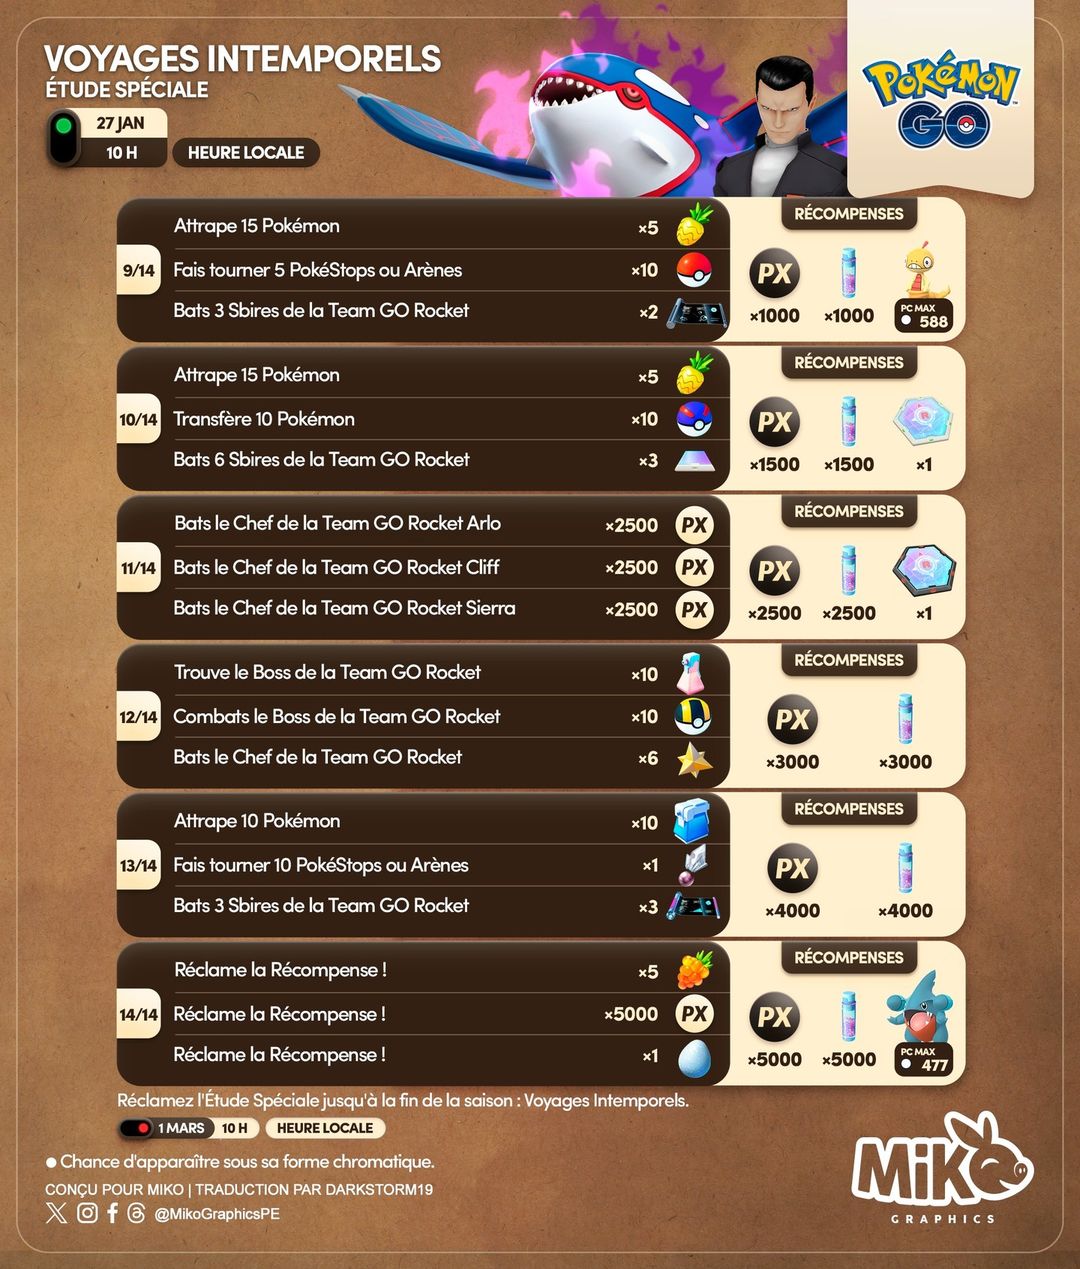 VOYAGES INTEMPORELS
ÉTUDE SPÉCIALE
27 JAN
10 H
HEURE LOCALE
POKÉMON
GO
9/14
Attrape 15 Pokémon ×5
Fais tourner 5 PokéStops ou Arènes ×10
Bats 3 Sbires de la Team GO Rocket ×2
RÉCOMPENSES
PX
×1000 ×1000
PC MAX
588
10/14
Attrape 15 Pokémon ×5
Transfère 10 Pokémon ×10
Bats 6 Sbires de la Team GO Rocket ×3
RÉCOMPENSES
PX
×1500 ×1500 ×1
11/14
Bats le Chef de la Team GO Rocket Arlo ×2500 PX
Bats le Chef de la Team GO Rocket Cliff ×2500 PX
Bats le Chef de la Team GO Rocket Sierra ×2500 PX
RÉCOMPENSES
PX
×2500 ×2500 ×1
12/14
Trouve le Boss de la Team GO Rocket ×10
Combats le Boss de la Team GO Rocket ×10
Bats le Chef de la Team GO Rocket ×6
RÉCOMPENSES
PX
×3000 ×3000
13/14
Attrape 10 Pokémon ×10
Fais tourner 10 PokéStops ou Arènes ×1
Bats 3 Sbires de la Team GO Rocket ×3
RÉCOMPENSES
PX
×4000 ×4000
14/14
Réclame la Récompense ! ×5
Réclame la Récompense ! ×5000 PX
Réclame la Récompense ! ×1
RÉCOMPENSES
PX
×5000 ×5000
PC MAX
477
Réclamez l'Étude Spéciale jusqu'à la fin de la saison : Voyages Intemporels.
1 MARS 10 H HEURE LOCALE
Chance d'apparaître sous sa forme chromatique.
CONÇU POUR MIKO | TRADUCTION PAR DARKSTORM19
@MikoGraphicsPE
MiKO
GRAPHICS